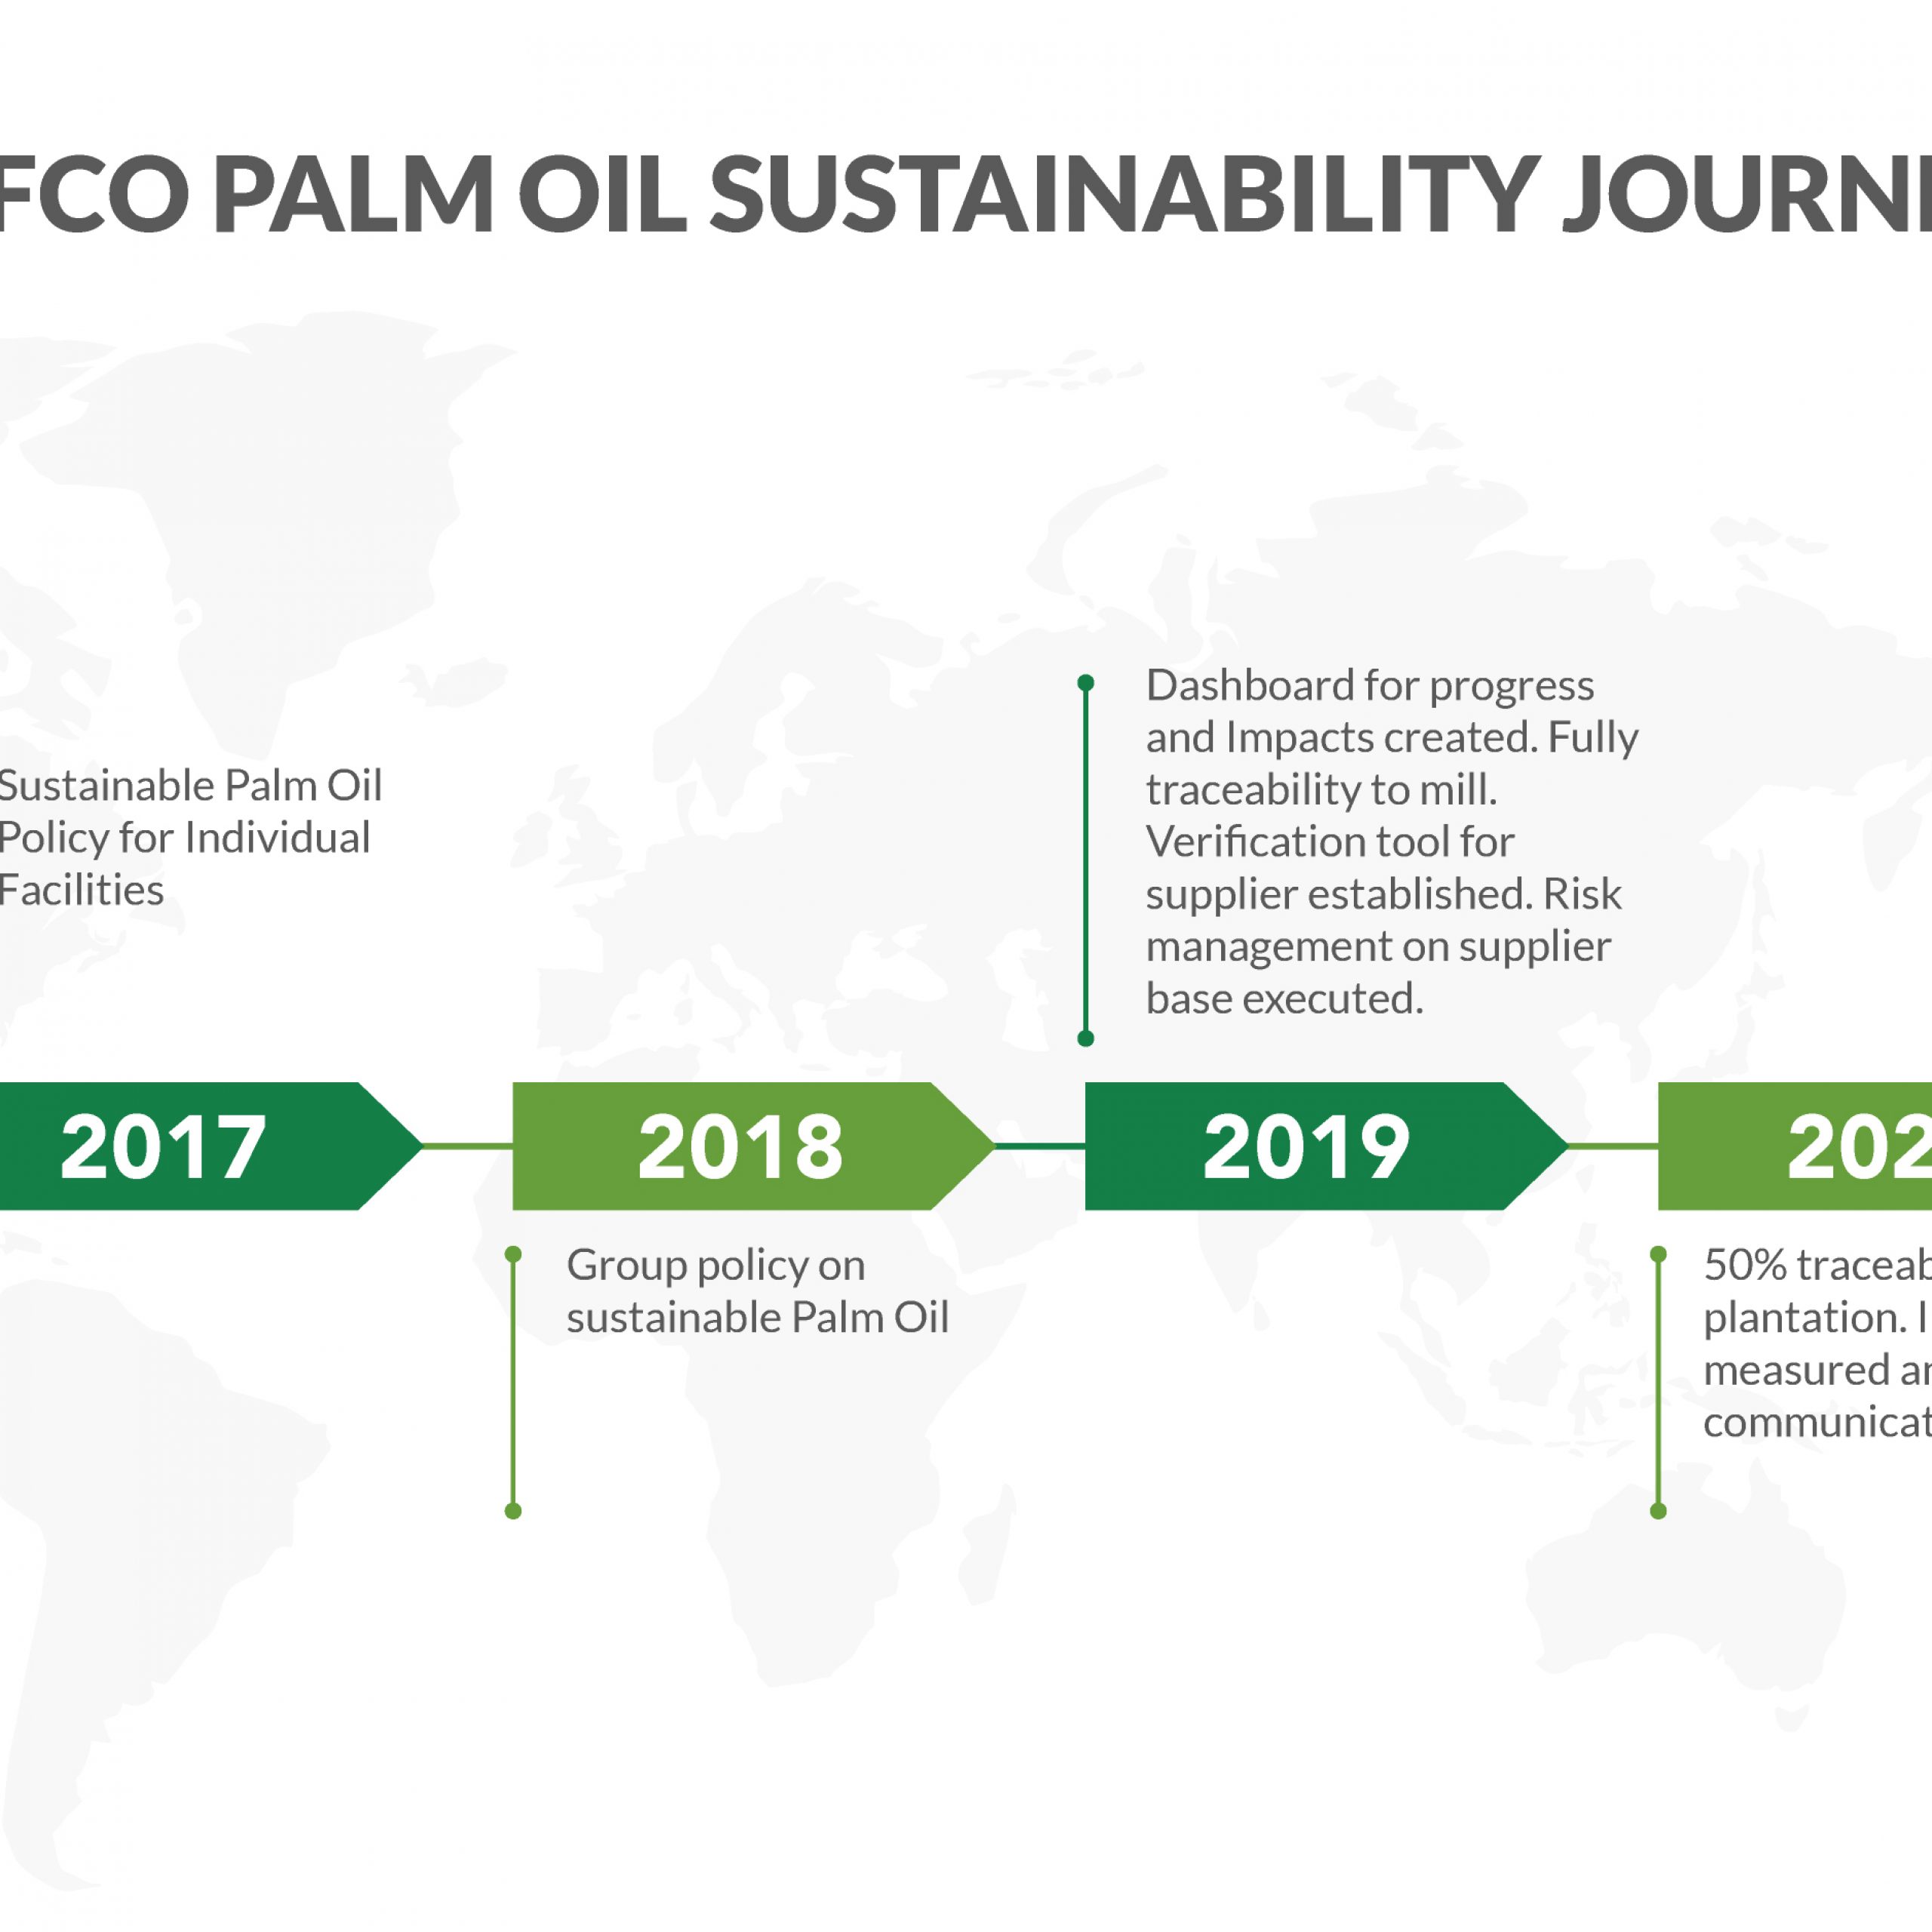 FCO PALM OIL SUSTAINABILITY JOURN
Sustainable Palm Oil
Policy for Individual
Facilities
Dashboard for progress
and Impacts created. Fully
traceability to mill.
Verification tool for
supplier established. Risk
management on supplier
base executed.
2017
2018
2019
202
Group policy on
sustainable Palm Oil
50% traceab
plantation. I
measured a
communicat